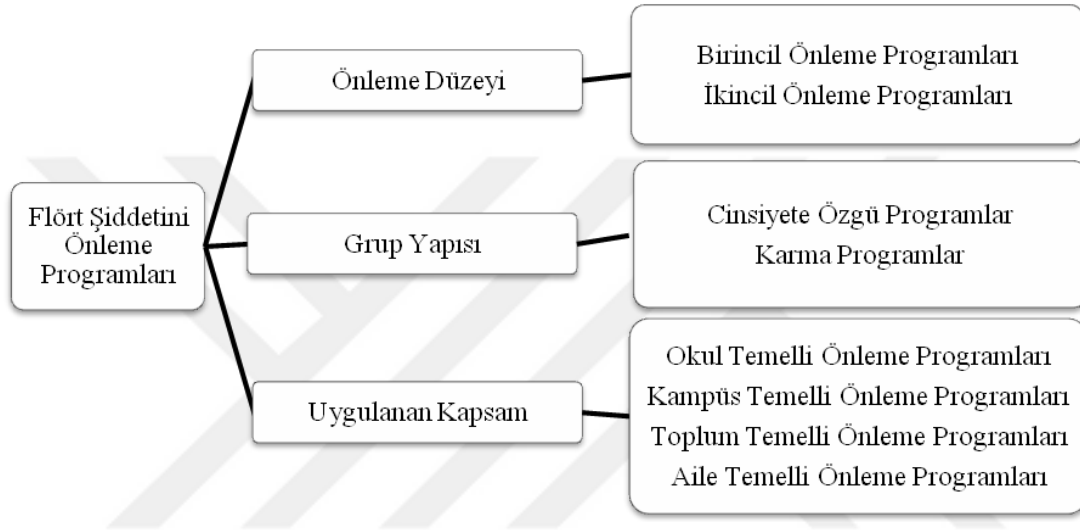 Flört Şiddetini
Önleme
Programları
Önleme Düzeyi
Birincil Önleme Programları
İkincil Önleme Programları
Grup Yapısı
Cinsiyete Özgü Programlar
Karma Programlar
Uygulanan Kapsam
Okul Temelli Önleme Programları
Kampüs Temelli Önleme Programları
Toplum Temelli Önleme Programları
Aile Temelli Önleme Programları